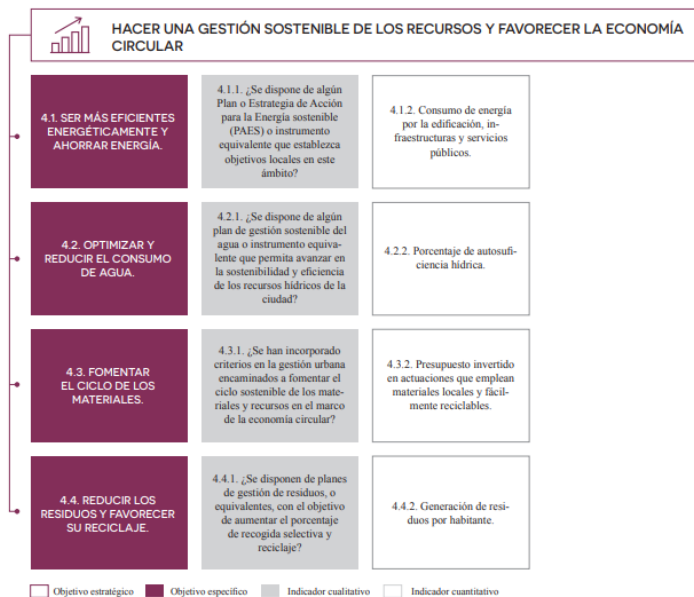 HACER UNA GESTIÓN SOSTENIBLE DE LOS RECURSOS Y FAVORECER LA ECONOMÍA
CIRCULAR
4.1. SER MÁS EFICIENTES
ENERGÉTICAMENTE Y
AHORRAR ENERGÍA.
4.1.1. ¿Se dispone de algún
Plan o Estrategia de Acción
para la Energía sostenible
(PAES) o instrumento
equivalente que establezca
objetivos locales en este
ámbito?
4.1.2. Consumo de energía
por la edificación, in-
fraestructuras y servicios
públicos.
4.2. OPTIMIZAR Y
REDUCIR EL CONSUMO
DE AGUA.
4.2.1. ¿Se dispone de algún
plan de gestión sostenible del
agua o instrumento equiva-
lente que permita avanzar en
la sostenibilidad y eficiencia
de los recursos hídricos de la
ciudad?
4.2.2. Porcentaje de autosufi-
ciencia hídrica.
4.3. FOMENTAR
EL CICLO DE LOS
MATERIALES.
4.3.1. ¿Se han incorporado
criterios en la gestión urbana
encaminados a fomentar el
ciclo sostenible de los mate-
riales y recursos en el marco
de la economía circular?
4.3.2. Presupuesto invertido
en actuaciones que emplean
materiales locales y fácil-
mente reciclables.
4.4. REDUCIR LOS
RESIDUOS Y FAVORECER
SU RECICLAJE.
4.4.1. ¿Se disponen de planes
de gestión de residuos, o
equivalentes, con el objetivo
de aumentar el porcentaje
de recogida selectiva y
reciclaje?
4.4.2. Generación de resi-
duos por habitante.
Objetivo estratégico Objetivo específico Indicador cualitativo Indicador cuantitativo